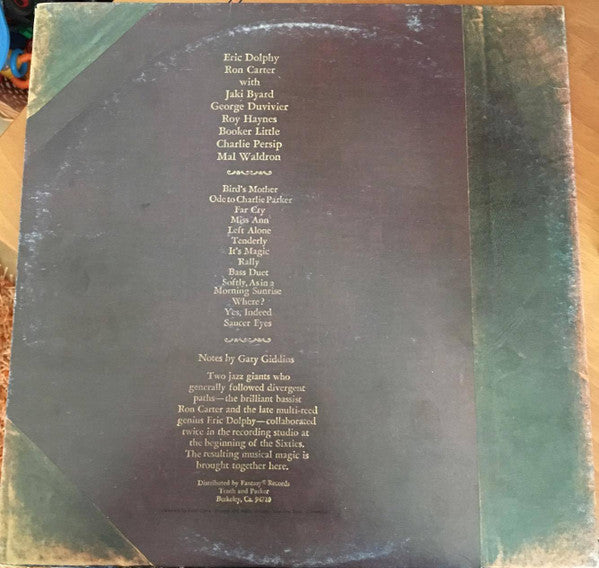 Eric Dolphy
Ron Carter
with
Jaki Byard
George Duvivier
Roy Haynes
Booker Little
Charlie Persip
Mal Waldron
Bird's Mother
Ode to Charlie Parker
Far Cry
Miss Ann
Left Alone
Tenderly
It's Magic
Rally
Bass Duet
Softly, As in a
Morning Sunrise
Where?
Yes, Indeed
Saucer Eyes
Notes by Gary Giddins
Two jazz giants who
generally followed divergent
paths—the brilliant bassist
Ron Carter and the late multi-reed
genius Eric Dolphy—collaborated
twice in the recording studio at
the beginning of the Sixties.
The resulting musical magic is
brought together here.
Distributed by Fantasy® Records
Tenth and Parker
Berkeley, Ca. 94710